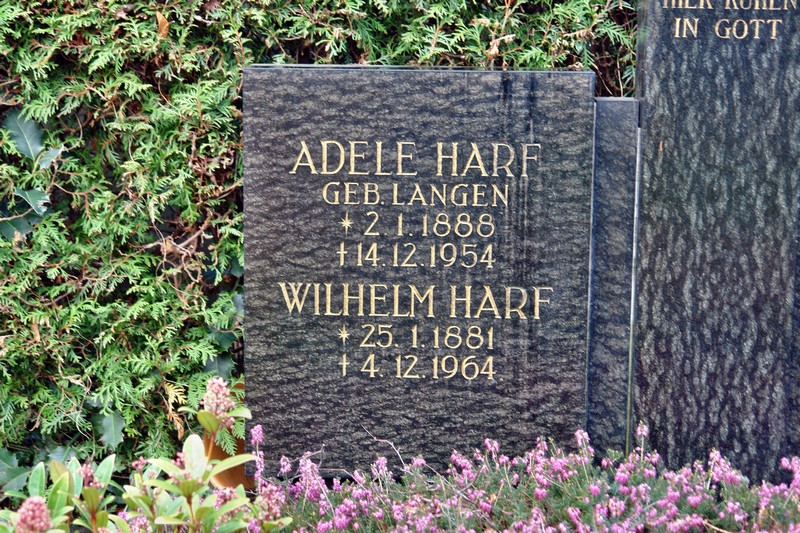 ADELE HARF
GEB. LANGEN
* 2. 1. 1888
† 14. 12. 1954
WILHELM HARF
* 25. 1. 1881
† 4. 12. 1964
HIER RUHEN
IN GOTT